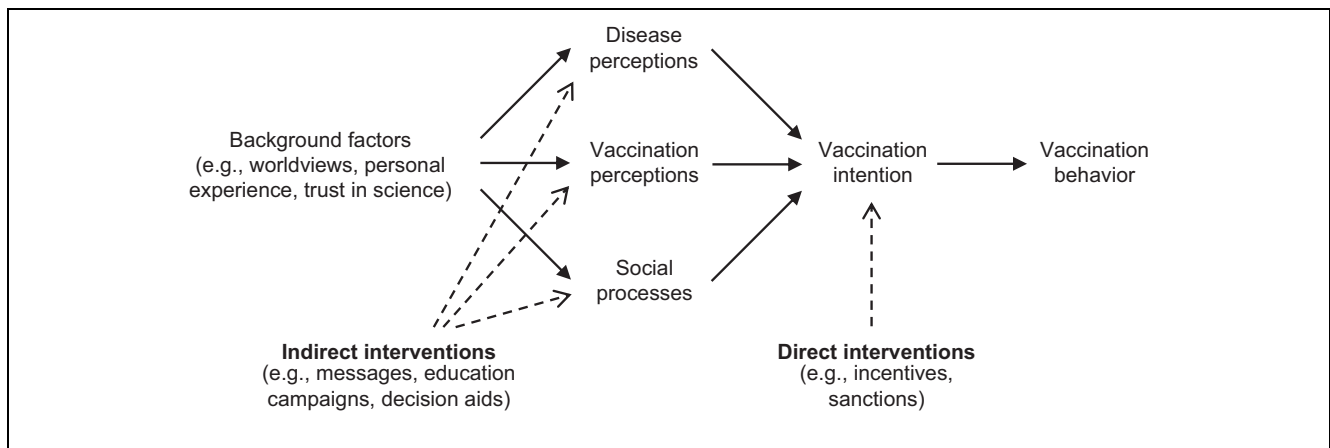 Disease
perceptions
Background factors
(e.g., worldviews, personal
experience, trust in science)
Vaccination
perceptions
Vaccination
intention
Vaccination
behavior
Social
processes
Indirect interventions
(e.g., messages, education
campaigns, decision aids)
Direct interventions
(e.g., incentives,
sanctions)